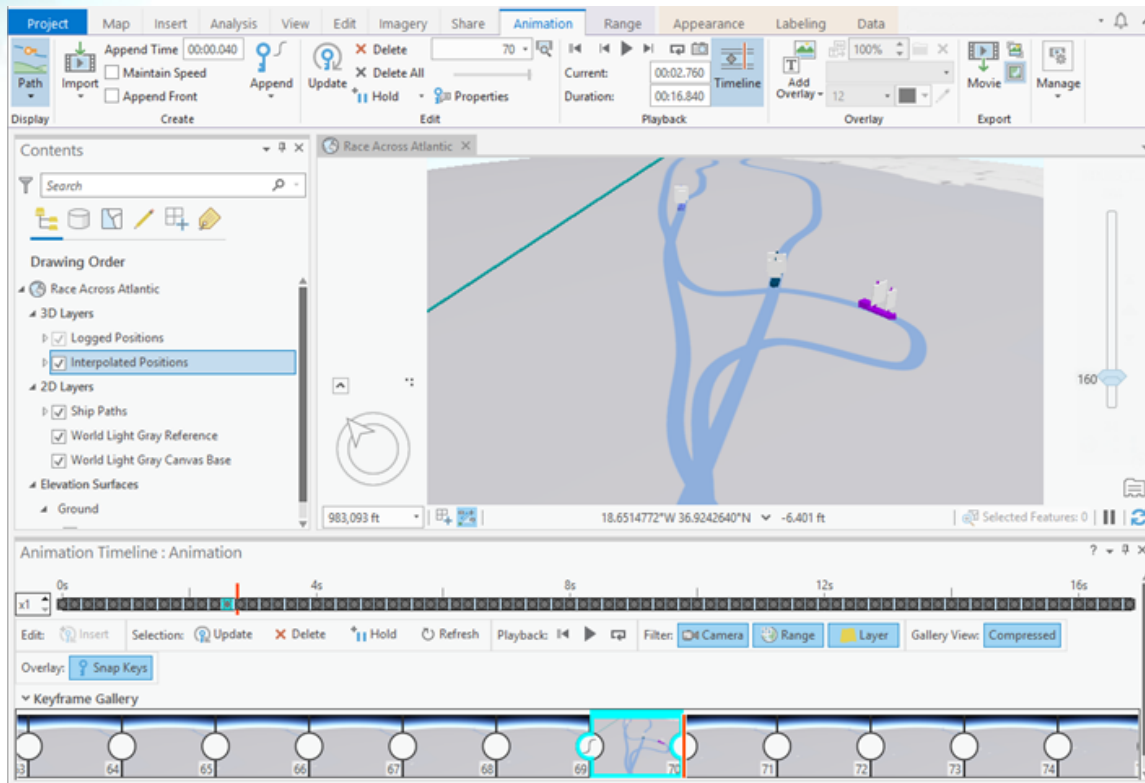 Project Map Insert Analysis View Edit Imagery Share Animation Range Appearance Labeling Data
Path
Display
Import
Append Time 00:00.040
Maintain Speed
Append Front
Append
Create
Update
Delete
Delete All
Hold
70
Properties
Edit
Current: 00:02.760
Duration: 00:16.840
Timeline
Playback
Add
Overlay
100%
12
Overlay
Movie
Export
Manage
Contents
Search
Drawing Order
Race Across Atlantic
3D Layers
Logged Positions
Interpolated Positions
2D Layers
Ship Paths
World Light Gray Reference
World Light Gray Canvas Base
Elevation Surfaces
Ground
Race Across Atlantic
160
983,093 ft 18.6514772°W 36.9242640°N -6.401 ft Selected Features: 0
Animation Timeline : Animation
0s 4s 8s 12s 16s
x1
Edit: Insert Selection: Update Delete Hold Refresh Playback: Filter: Camera Range Layer Gallery View: Compressed
Overlay: Snap Keys
Keyframe Gallery
63 64 65 66 67 68 69 70 71 72 73 74